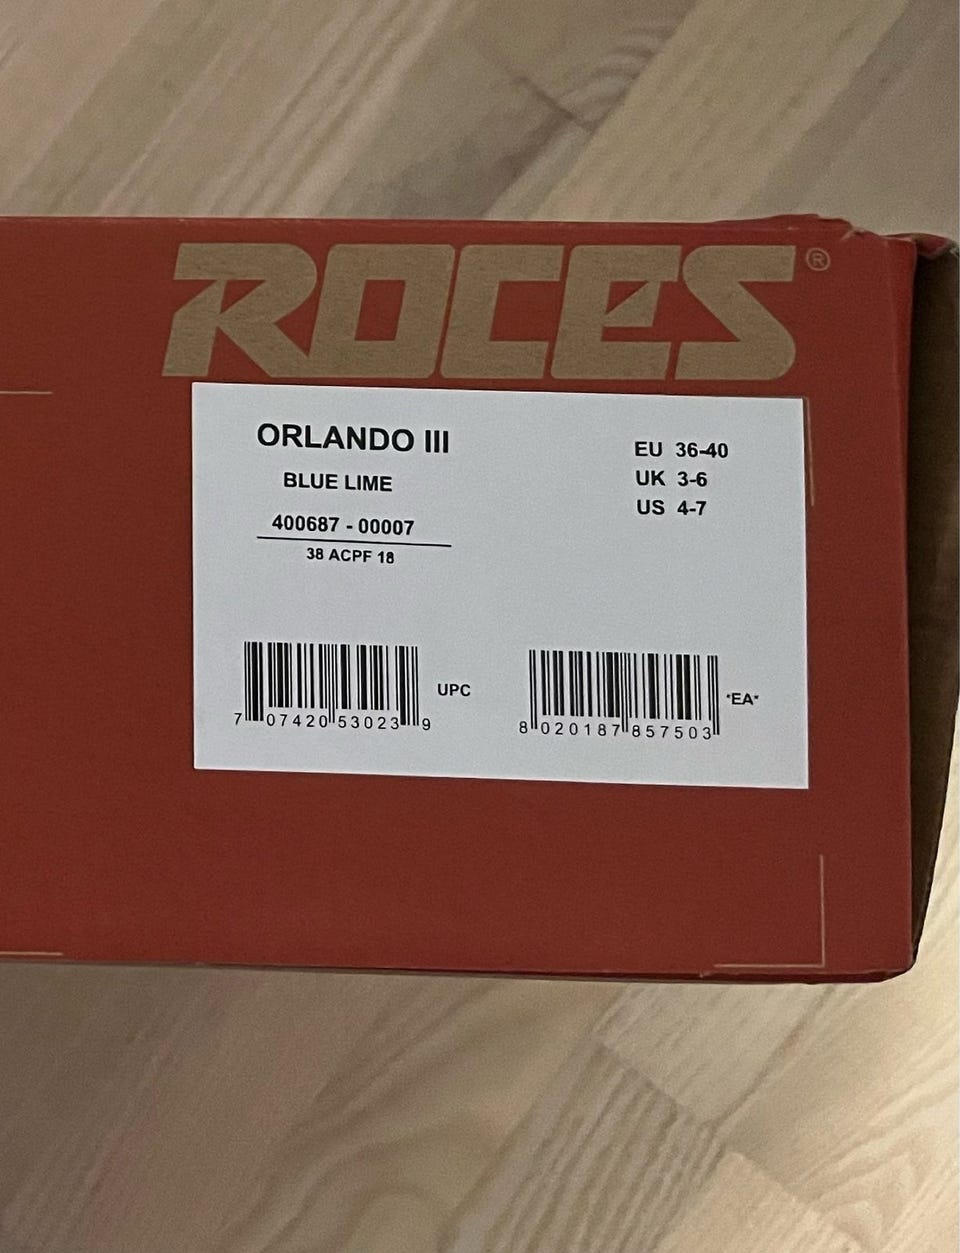 ROCES®
ORLANDO III
BLUE LIME
400687 - 00007
38 ACPF 18
EU 36-40
UK 3-6
US 4-7
7 07420 53023 9
UPC
8 020187 857503
*EA*